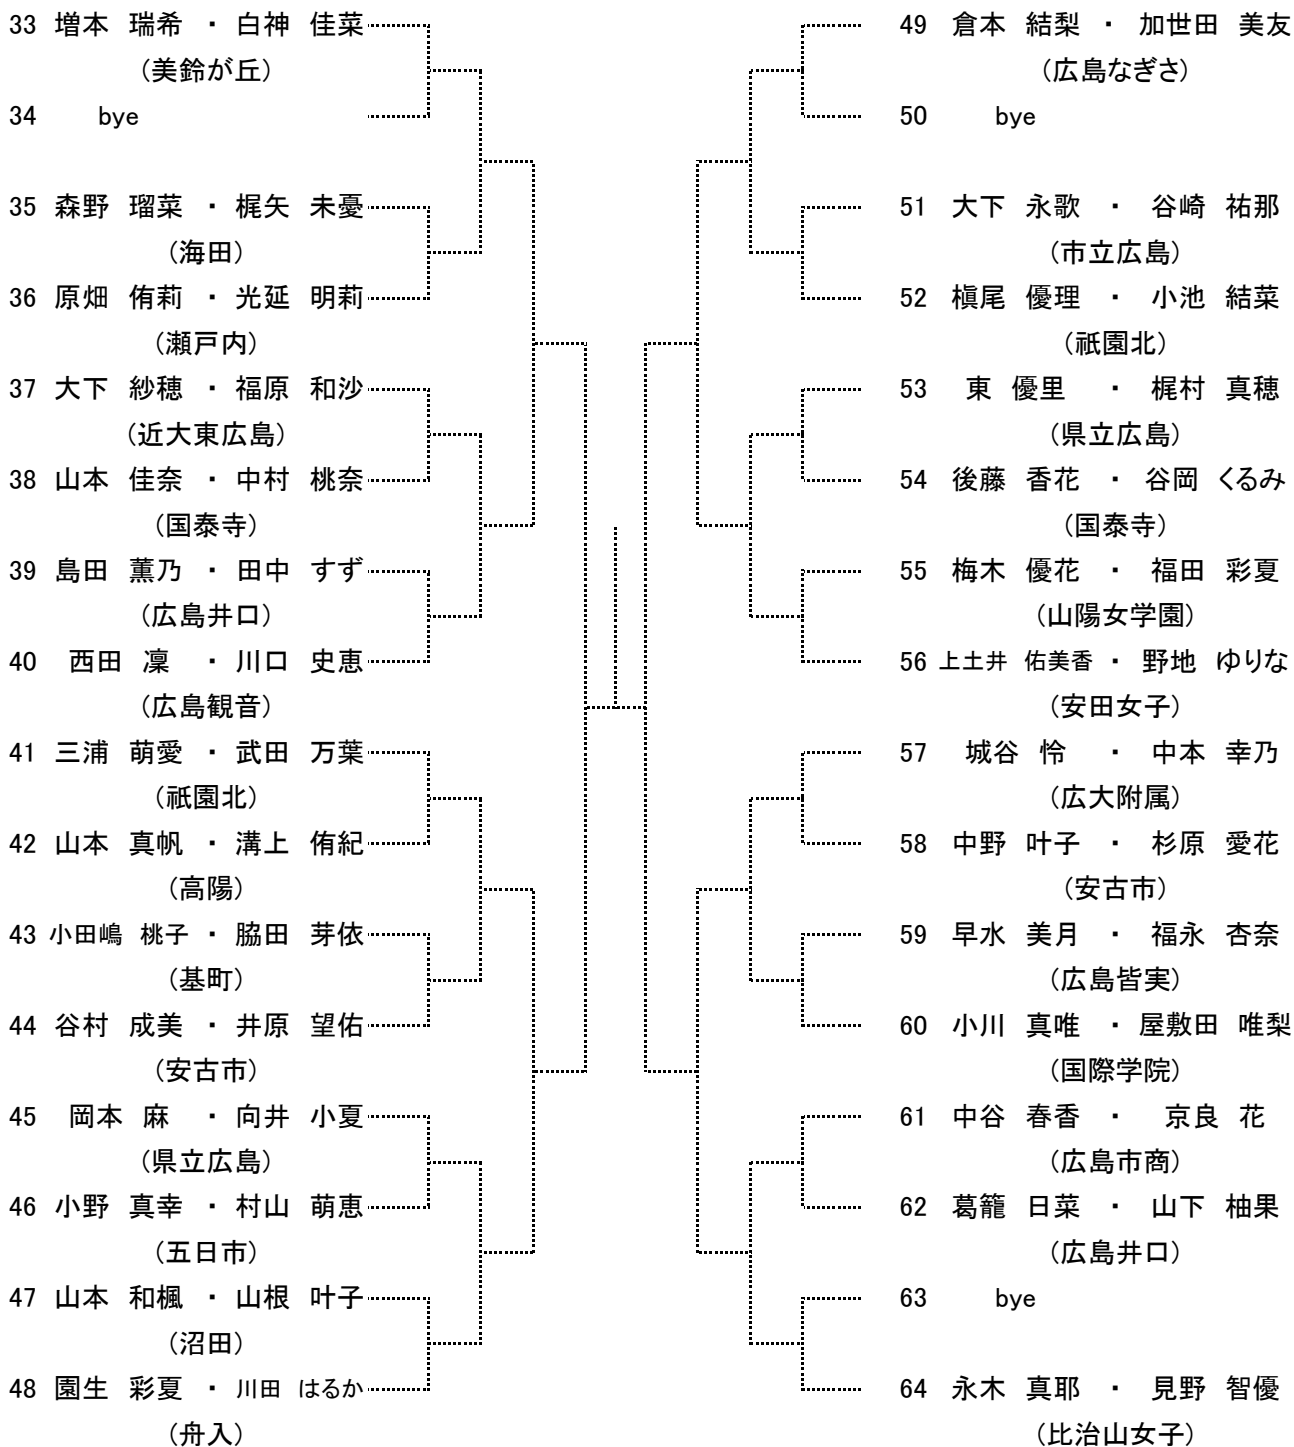 33 増本 瑞希 ・ 白神 佳菜
(美鈴が丘)
34 bye
35 森野 瑠菜 ・ 梶矢 未憂
(海田)
36 原畑 侑莉 ・ 光延 明莉
(瀬戸内)
37 大下 紗穂 ・ 福原 和沙
(近大東広島)
38 山本 佳奈 ・ 中村 桃奈
(国泰寺)
39 島田 薫乃 ・ 田中 すず
(広島井口)
40 西田 凜 ・ 川口 史恵
(広島観音)
41 三浦 萌愛 ・ 武田 万葉
(祇園北)
42 山本 真帆 ・ 溝上 侑紀
(高陽)
43 小田嶋 桃子 ・ 脇田 芽依
(基町)
44 谷村 成美 ・ 井原 望佑
(安古市)
45 岡本 麻 ・ 向井 小夏
(県立広島)
46 小野 真幸 ・ 村山 萌恵
(五日市)
47 山本 和楓 ・ 山根 叶子
(沼田)
48 園生 彩夏 ・ 川田 はるか
(舟入)
49 倉本 結梨 ・ 加世田 美友
(広島なぎさ)
50 bye
51 大下 永歌 ・ 谷崎 祐那
(市立広島)
52 槇尾 優理 ・ 小池 結菜
(祇園北)
53 東 優里 ・ 梶村 真穂
(県立広島)
54 後藤 香花 ・ 谷岡 くるみ
(国泰寺)
55 梅木 優花 ・ 福田 彩夏
(山陽女学園)
56 上土井 佑美香 ・ 野地 ゆりな
(安田女子)
57 城谷 怜 ・ 中本 幸乃
(広大附属)
58 中野 叶子 ・ 杉原 愛花
(安古市)
59 早水 美月 ・ 福永 杏奈
(広島皆実)
60 小川 真唯 ・ 屋敷田 唯梨
(国際学院)
61 中谷 春香 ・ 京良 花
(広島市商)
62 葛籠 日菜 ・ 山下 柚果
(広島井口)
63 bye
64 永木 真耶 ・ 見野 智優
(比治山女子)